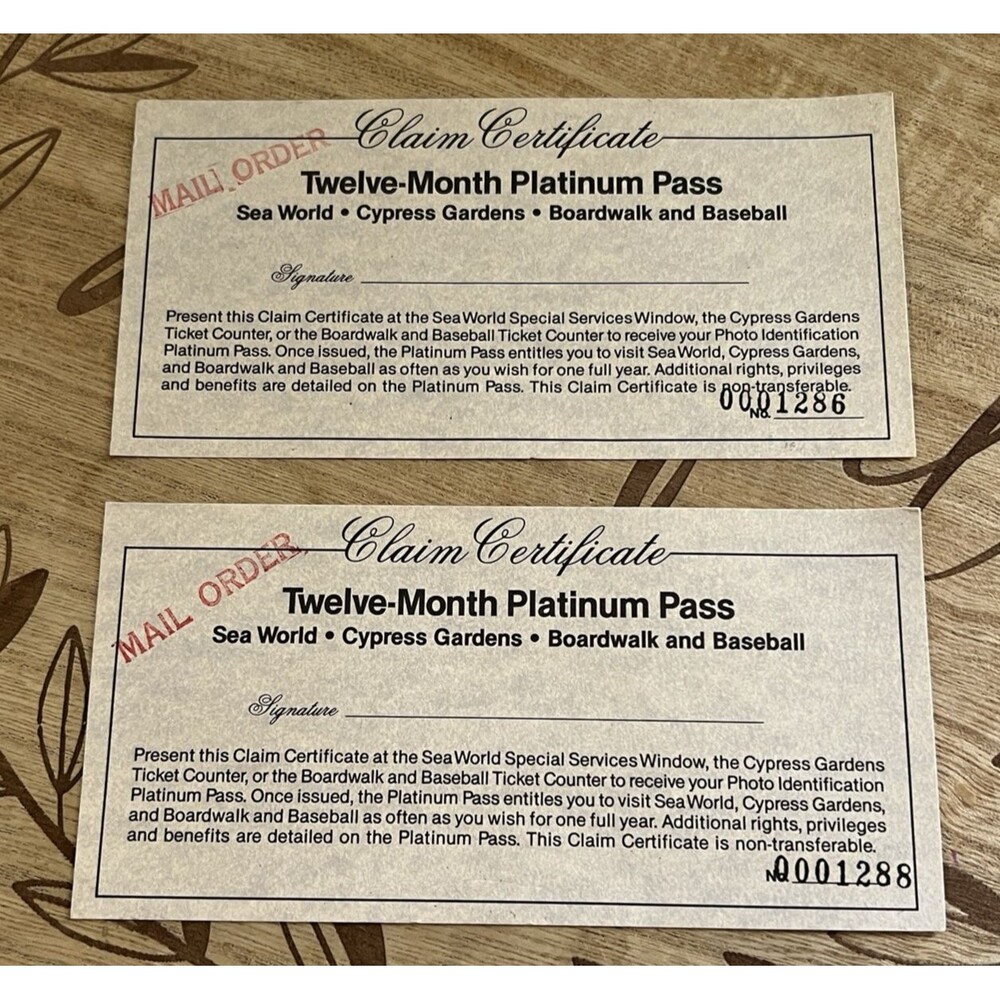 Claim Certificate
MAIL ORDER
Twelve-Month Platinum Pass
Sea World • Cypress Gardens • Boardwalk and Baseball
Signature
Present this Claim Certificate at the Sea World Special Services Window, the Cypress Gardens
Ticket Counter, or the Boardwalk and Baseball Ticket Counter to receive your Photo Identification
Platinum Pass. Once issued, the Platinum Pass entitles you to visit Sea World, Cypress Gardens,
and Boardwalk and Baseball as often as you wish for one full year. Additional rights, privileges
and benefits are detailed on the Platinum Pass. This Claim Certificate is non-transferable.
No. 0001286
Claim Certificate
MAIL ORDER
Twelve-Month Platinum Pass
Sea World • Cypress Gardens • Boardwalk and Baseball
Signature
Present this Claim Certificate at the Sea World Special Services Window, the Cypress Gardens
Ticket Counter, or the Boardwalk and Baseball Ticket Counter to receive your Photo Identification
Platinum Pass. Once issued, the Platinum Pass entitles you to visit Sea World, Cypress Gardens,
and Boardwalk and Baseball as often as you wish for one full year. Additional rights, privileges
and benefits are detailed on the Platinum Pass. This Claim Certificate is non-transferable.
No. 0001288